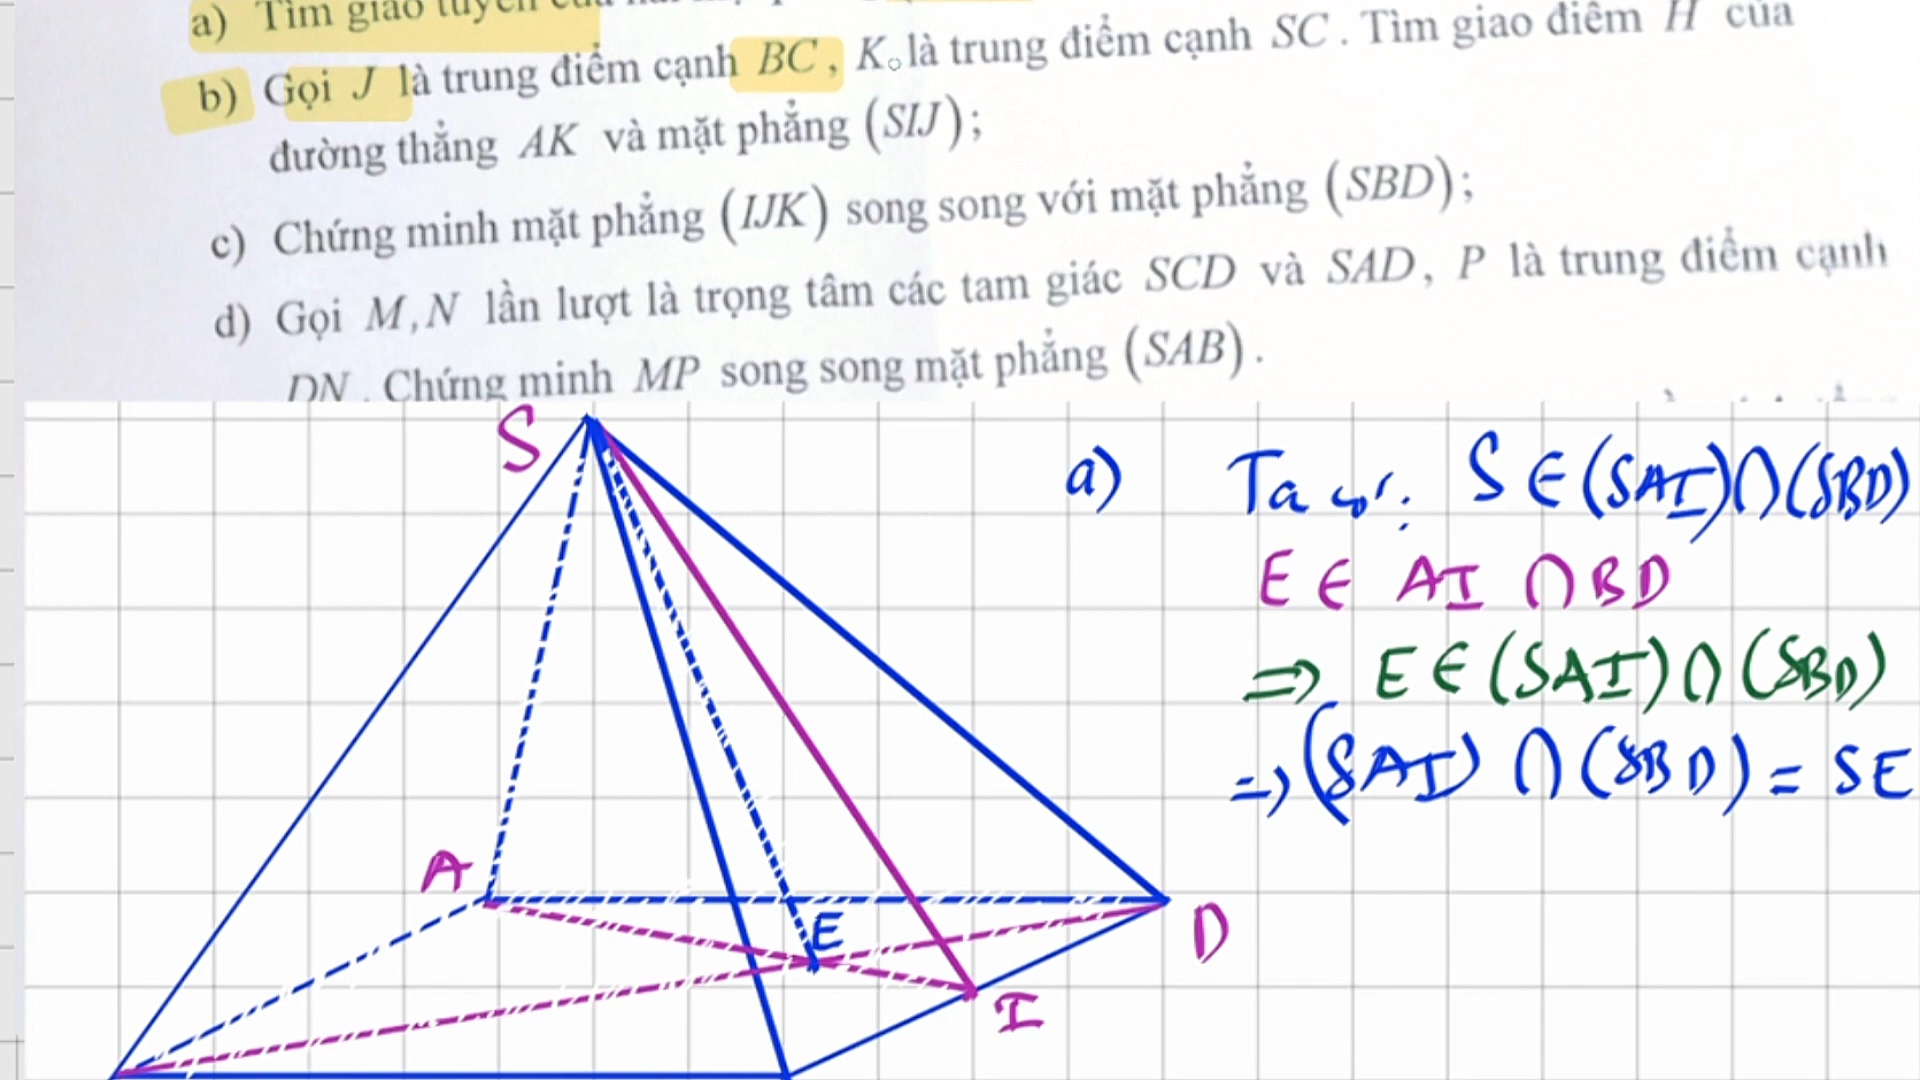 a) Tìm giao tuyến
b) Gọi J là trung điểm cạnh BC, K là trung điểm cạnh SC. Tìm giao điểm H của
đường thẳng AK và mặt phẳng (SIJ);
c) Chứng minh mặt phẳng (IJK) song song với mặt phẳng (SBD);
d) Gọi M,N lần lượt là trọng tâm các tam giác SCD và SAD, P là trung điểm cạnh
DN. Chứng minh MP song song mặt phẳng (SAB).
S
a) Ta có: S ∈ (SAI) ∩ (SBD)
E ∈ AI ∩ BD
=> E ∈ (SAI) ∩ (SBD)
=> (SAI) ∩ (SBD) = SE
A
E
D
I